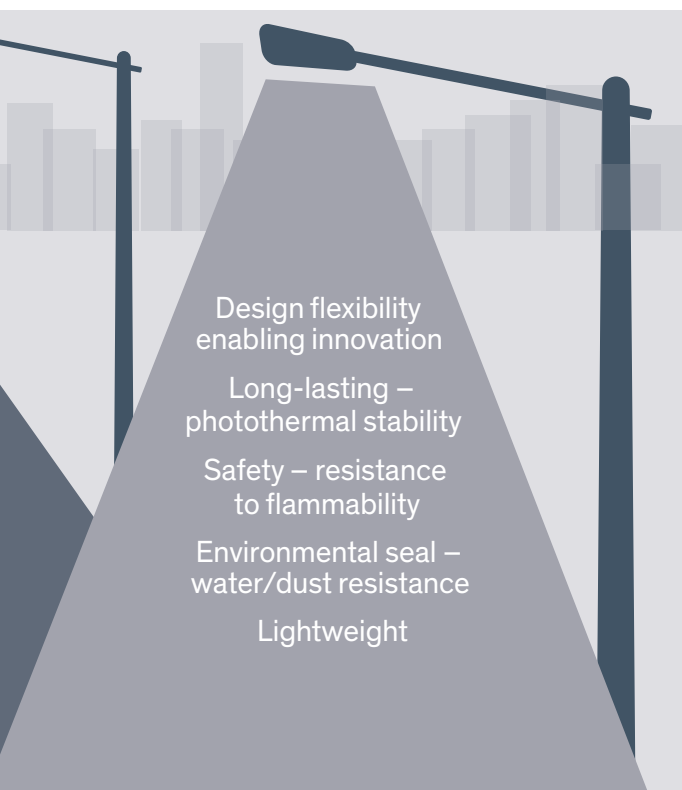 Design flexibility
enabling innovation
Long-lasting –
photothermal stability
Safety – resistance
to flammability
Environmental seal –
water/dust resistance
Lightweight